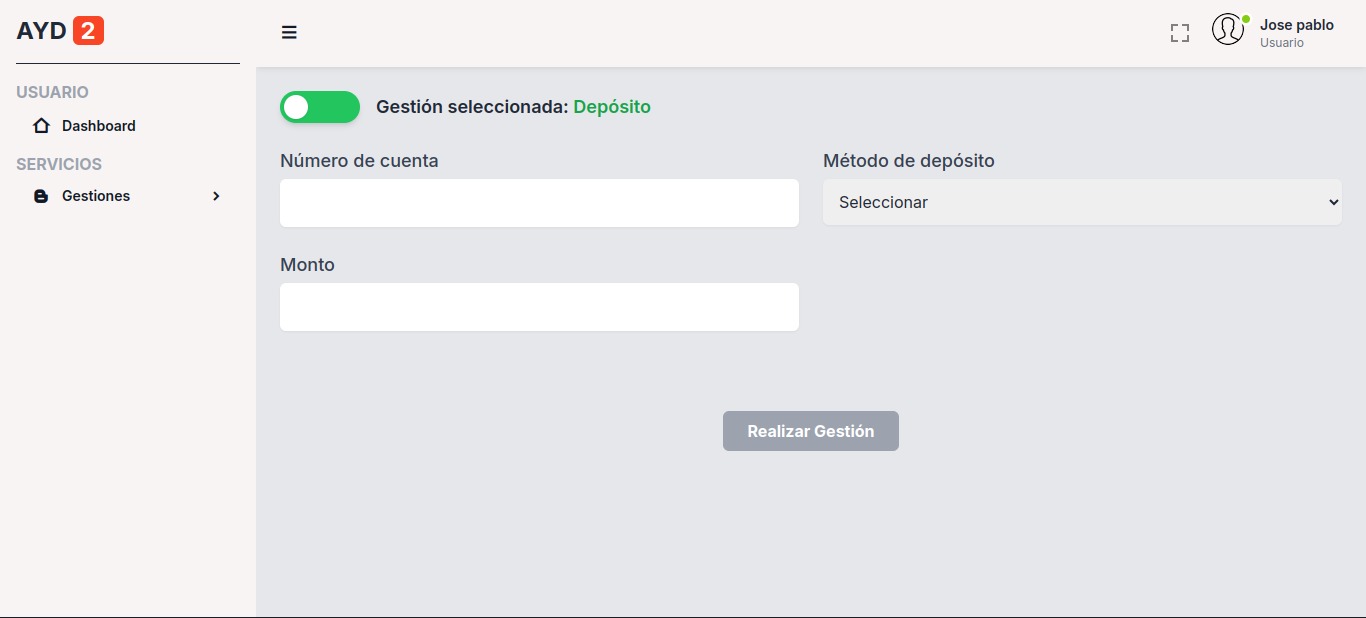 AYD 2
Jose pablo
Usuario
USUARIO
Dashboard
SERVICIOS
Gestiones
Gestión seleccionada: Depósito
Número de cuenta
Método de depósito
Seleccionar
Monto
Realizar Gestión